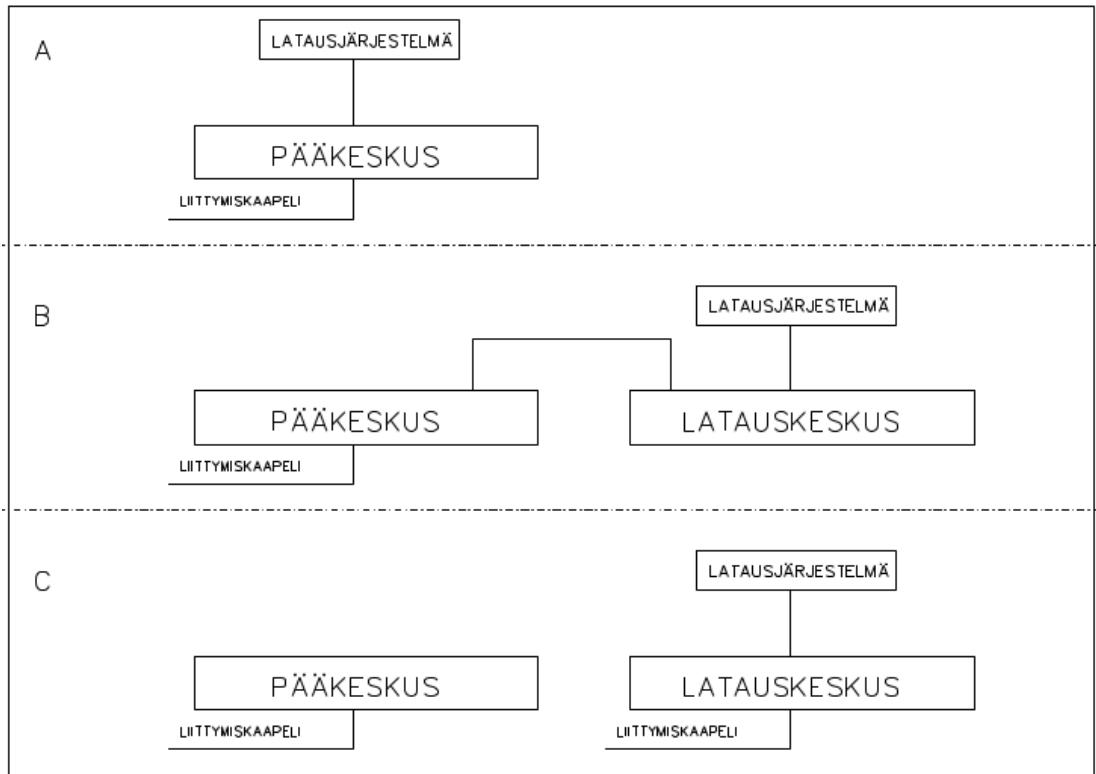 A
LATAUSJÄRJESTELMÄ
PÄÄKESKUS
LIITTYMISKAAPELI
B
LATAUSJÄRJESTELMÄ
PÄÄKESKUS
LATAUSKESKUS
LIITTYMISKAAPELI
C
LATAUSJÄRJESTELMÄ
PÄÄKESKUS
LATAUSKESKUS
LIITTYMISKAAPELI
LIITTYMISKAAPELI